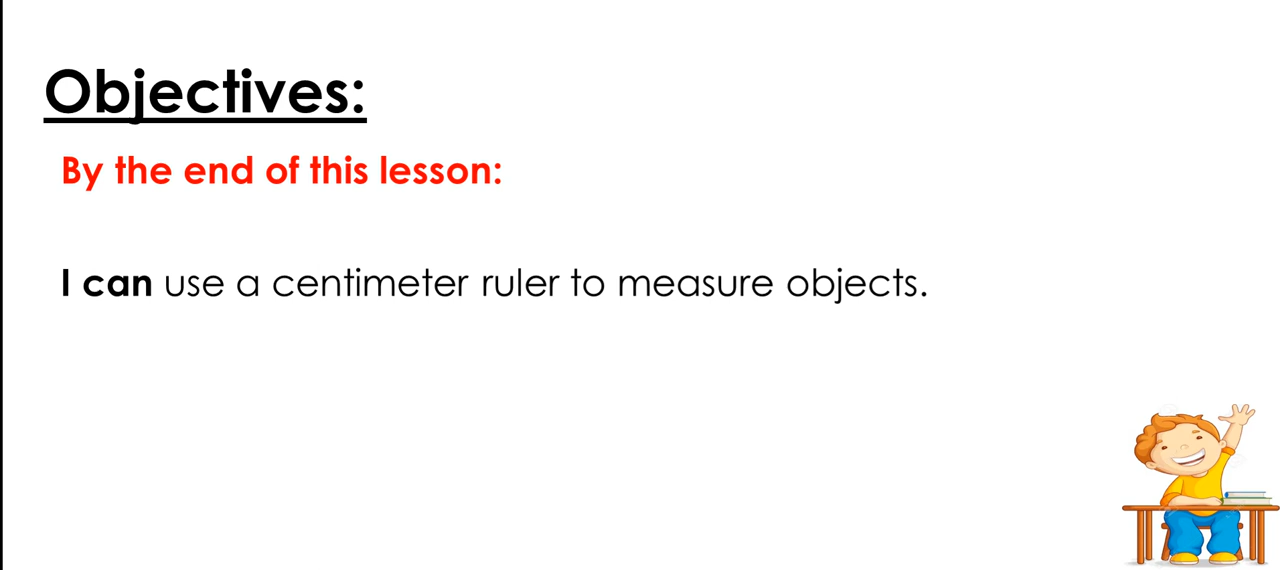 Objectives:
By the end of this lesson:
I can use a centimeter ruler to measure objects.